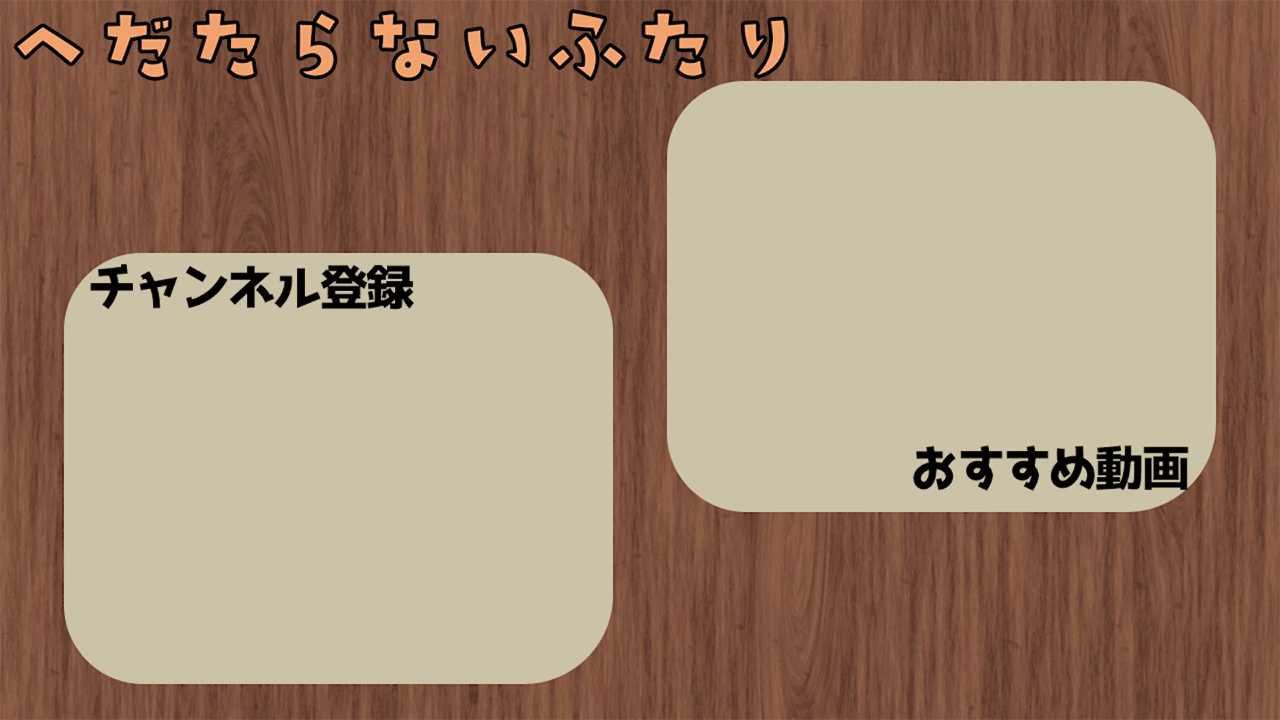 へだたらないふたり
チャンネル登録
おすすめ動画